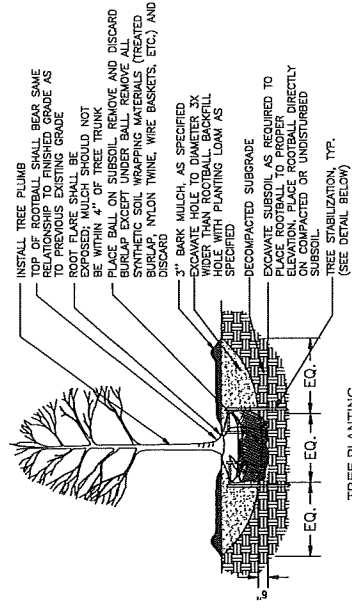 INSTALL TREE PLUMB
TOP OF ROOTBALL SHALL BEAR SAME
RELATIONSHIP TO FINISHED GRADE AS
TO PREVIOUS EXISTING GRADE
ROOT FLARE SHALL BE
EXPOSED; MULCH SHOULD NOT
BE WITHIN 4" OF TREE TRUNK
PLACE BALL ON SUBSOIL REMOVE AND DISCARD
BURLAP EXCEPT UNDER BALL REMOVE ALL
SYNTHETIC SOIL WRAPPING MATERIALS (TREATED
BURLAP, NYLON TWINE, WIRE BASKETS, ETC.) AND
DISCARD
3" BARK MULCH, AS SPECIFIED
EXCAVATE HOLE TO DIAMETER 3X
WIDER THAN ROOTBALL. BACKFILL
HOLE WITH PLANTING LOAM AS
SPECIFIED
DECOMPACTED SUBGRADE
EXCAVATE SUBSOIL AS REQUIRED TO
PLACE ROOTBALL TO PROPER
ELEVATION. PLACE ROOTBALL DIRECTLY
ON COMPACTED OR UNDISTURBED
SUBSOIL.
TREE STABILIZATION, TYP.
(SEE DETAIL BELOW)
6"
EQ.
EQ.
EQ.
TREE PLANTING